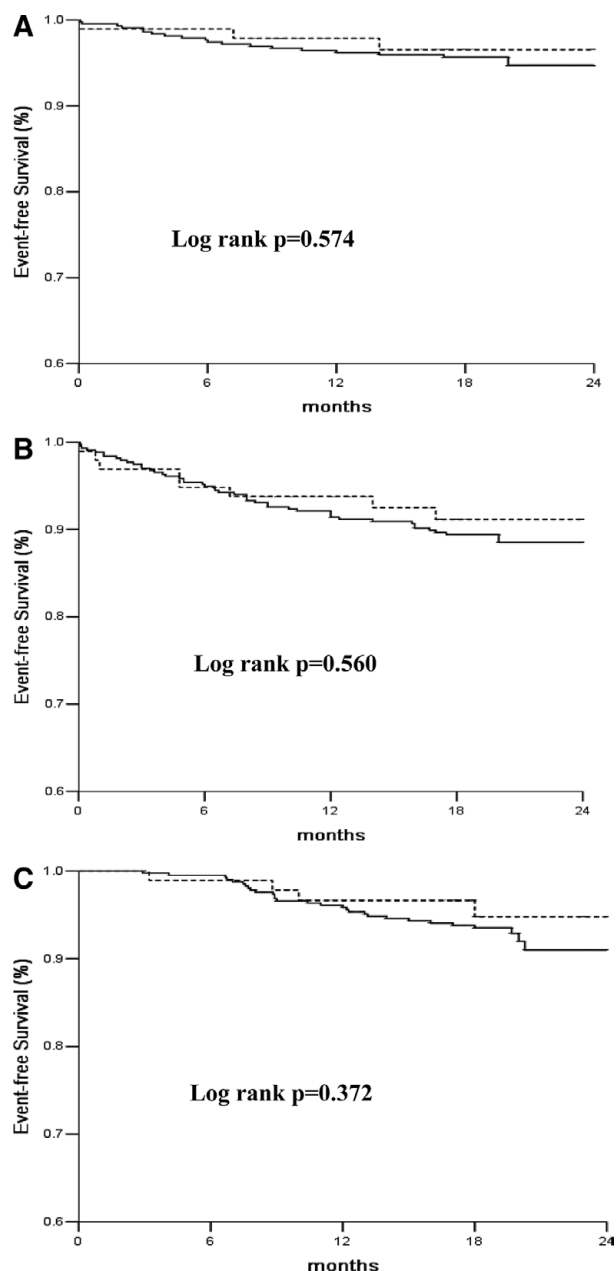 A
1.0
0.9
0.8
0.7
0.6
Event-free Survival (%)
Log rank p=0.574
0 6 12 18 24
months
B
1.0
0.9
0.8
0.7
0.6
Event-free Survival (%)
Log rank p=0.560
0 6 12 18 24
months
C
1.0
0.9
0.8
0.7
0.6
Event-free Survival (%)
Log rank p=0.372
0 6 12 18 24
months